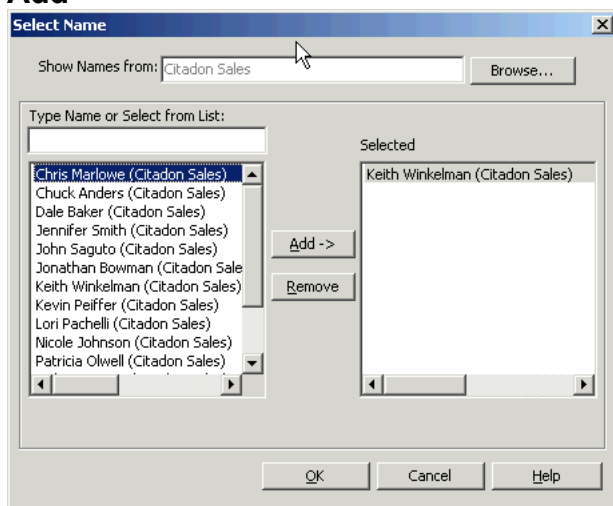 Add
Select Name
Show Names from: Citadon Sales
Browse...
Type Name or Select from List:
Selected
Chris Marlowe (Citadon Sales)
Chuck Anders (Citadon Sales)
Dale Baker (Citadon Sales)
Jennifer Smith (Citadon Sales)
John Saguto (Citadon Sales)
Jonathan Bowman (Citadon Sale
Keith Winkelman (Citadon Sales)
Kevin Peiffer (Citadon Sales)
Lori Pachelli (Citadon Sales)
Nicole Johnson (Citadon Sales)
Patricia Olwell (Citadon Sales)
Add ->
Remove
Keith Winkelman (Citadon Sales)
OK
Cancel
Help